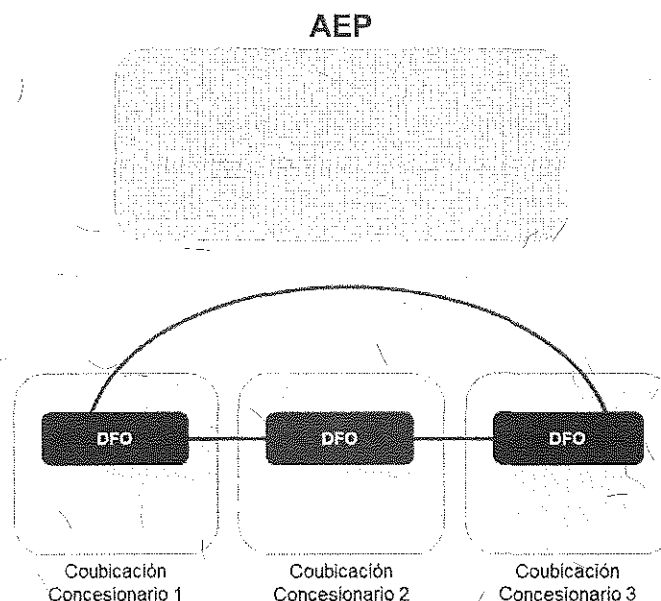 AEP
DFO
DFO
DFO
Coubicación
Concesionario 1
Coubicación
Concesionario 2
Coubicación
Concesionario 3